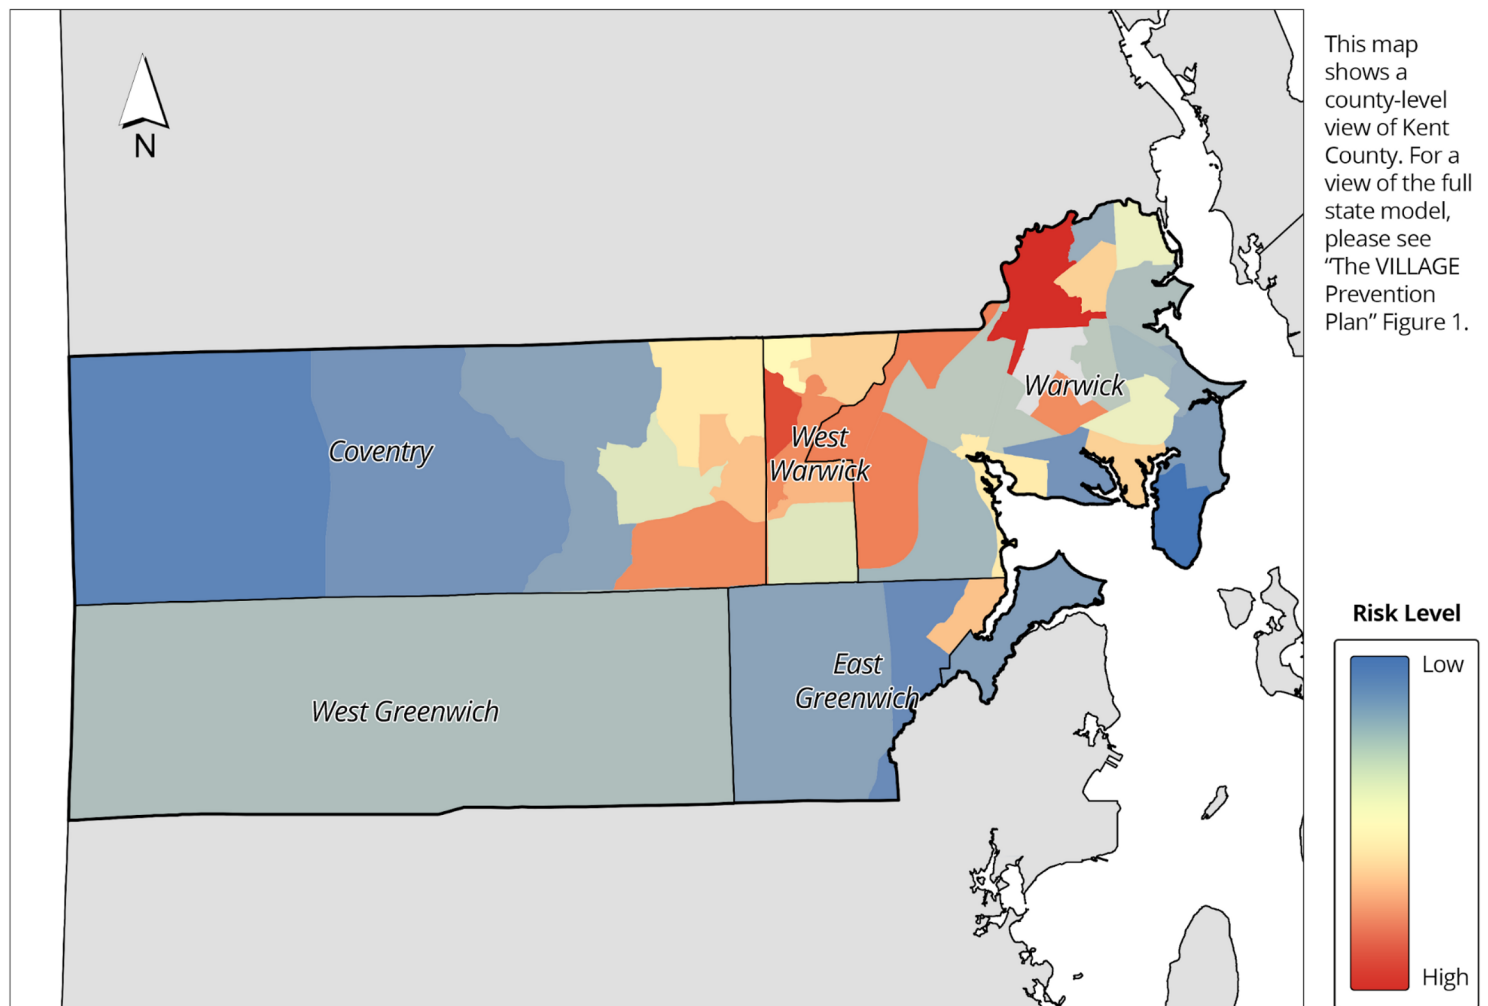 This map
shows a
county-level
view of Kent
County. For a
view of the full
state model,
please see
“The VILLAGE
Prevention
Plan” Figure 1.
N
Warwick
Coventry
West
Warwick
East
Greenwich
West Greenwich
Risk Level
Low
High